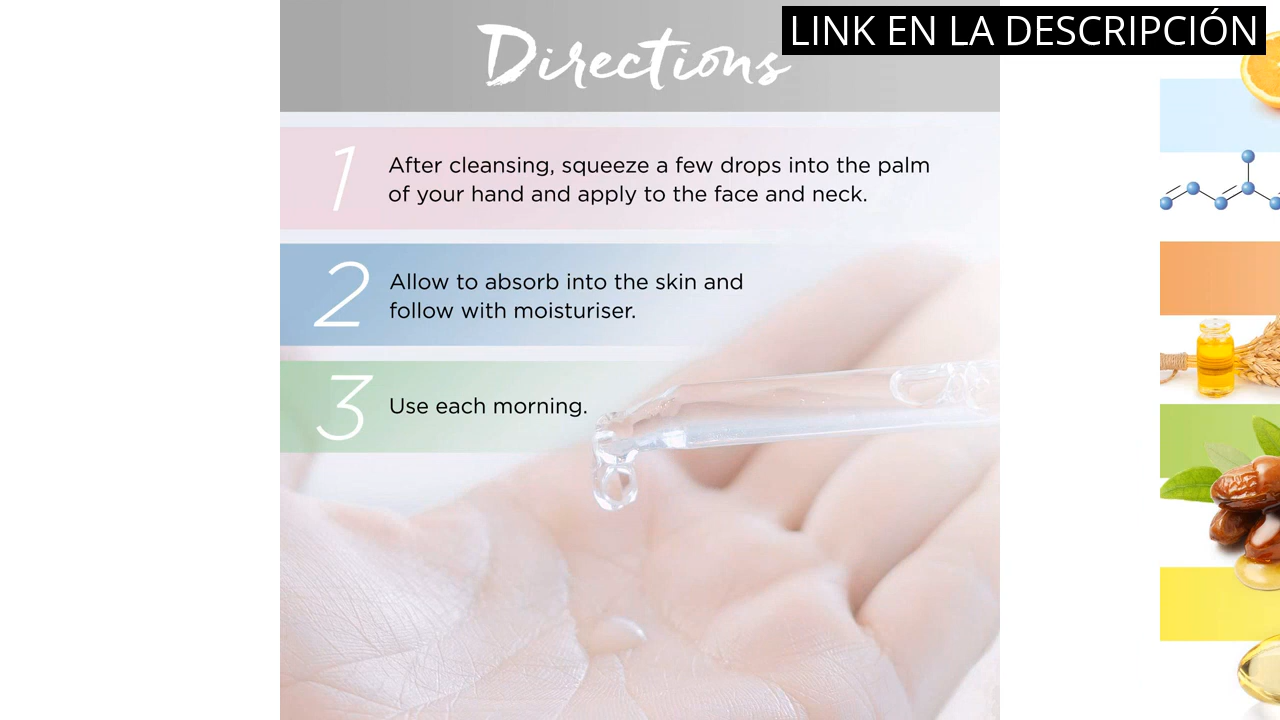 Directions
LINK EN LA DESCRIPCIÓN
1
After cleansing, squeeze a few drops into the palm
of your hand and apply to the face and neck.
2
Allow to absorb into the skin and
follow with moisturiser.
3
Use each morning.